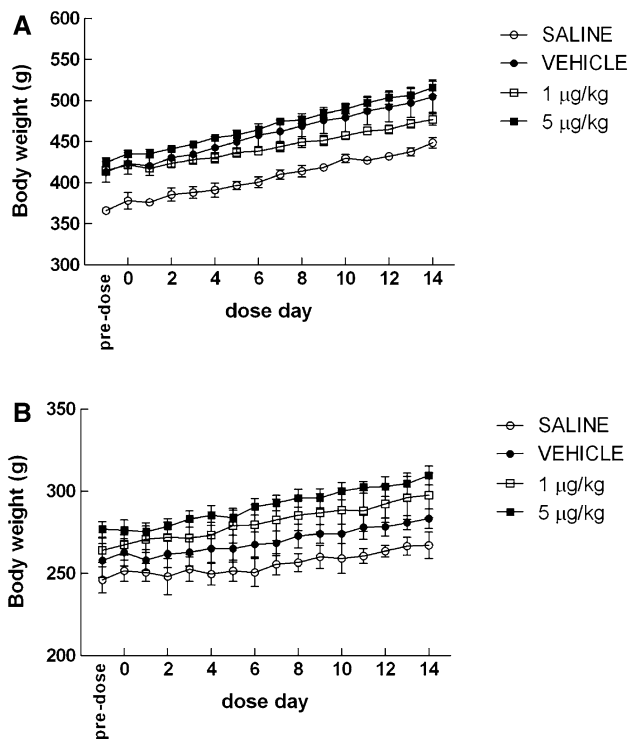 A
600
550
500
450
400
350
300
Body weight (g)
pre-dose 0 2 4 6 8 10 12 14
dose day
SALINE
VEHICLE
1 μg/kg
5 μg/kg
B
350
300
250
200
Body weight (g)
pre-dose 0 2 4 6 8 10 12 14
dose day
SALINE
VEHICLE
1 μg/kg
5 μg/kg